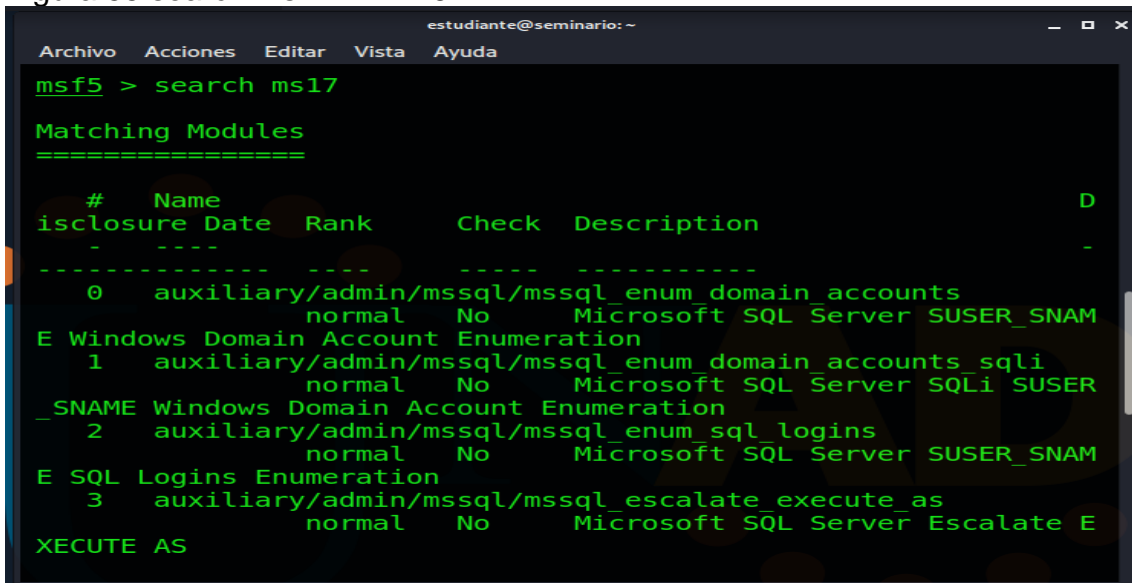 estudiante@seminario: ~
Archivo Acciones Editar Vista Ayuda
msf5 > search ms17
Matching Modules
================
# Name D
isclosure Date Rank Check Description
- ---- -
-------------- ---- ----- -----------
0 auxiliary/admin/mssql/mssql_enum_domain_accounts
normal No Microsoft SQL Server SUSER_SNAM
E Windows Domain Account Enumeration
1 auxiliary/admin/mssql/mssql_enum_domain_accounts_sqli
normal No Microsoft SQL Server SQLi SUSER
_SNAME Windows Domain Account Enumeration
2 auxiliary/admin/mssql/mssql_enum_sql_logins
normal No Microsoft SQL Server SUSER_SNAM
E SQL Logins Enumeration
3 auxiliary/admin/mssql/mssql_escalate_execute_as
normal No Microsoft SQL Server Escalate E
XECUTE AS